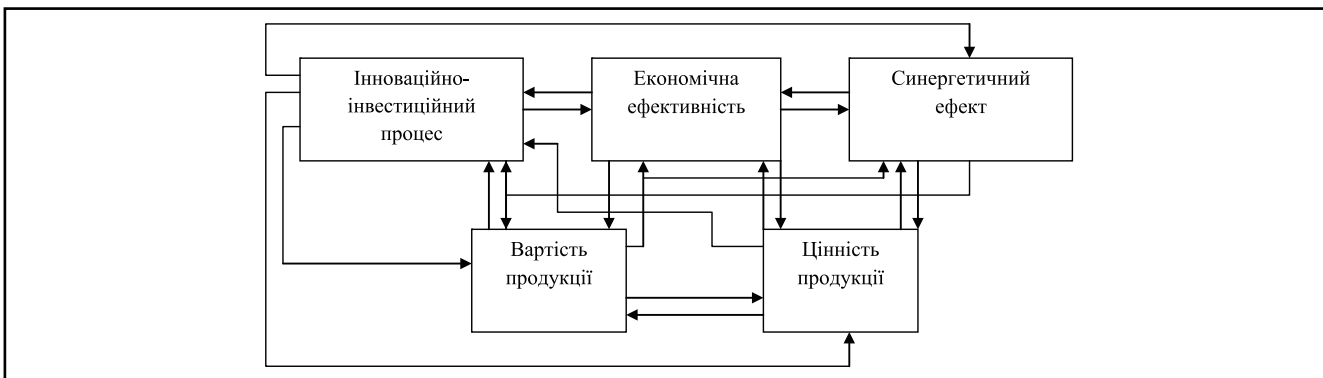 Інноваційно-
інвестиційний
процес
Економічна
ефективність
Синергетичний
ефект
Вартість
продукції
Цінність
продукції